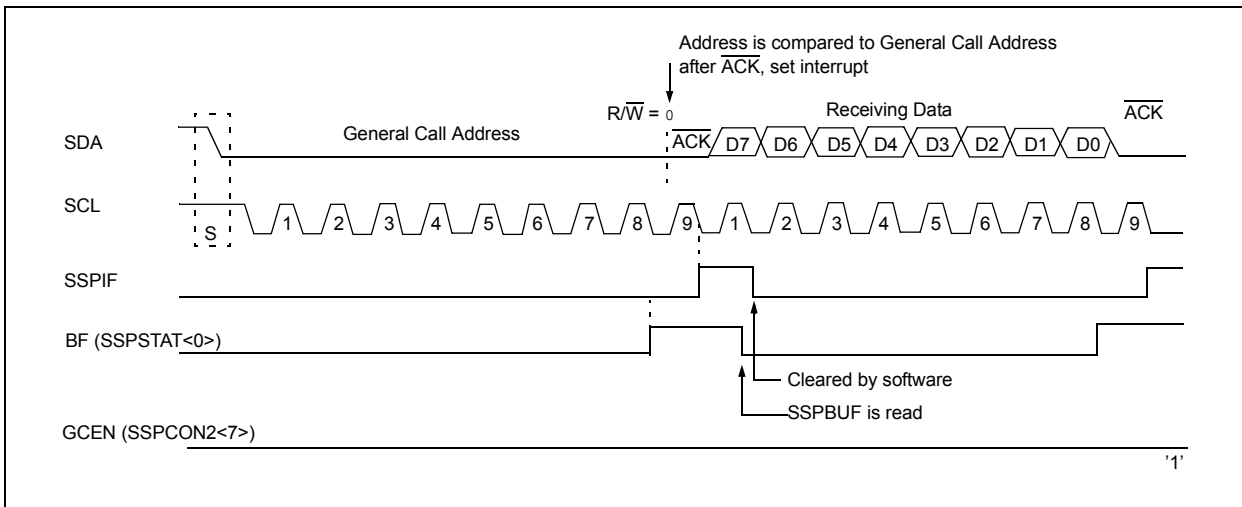 Address is compared to General Call Address
after ACK, set interrupt
R/W = 0
Receiving Data
ACK
SDA
General Call Address
ACK
D7 D6 D5 D4 D3 D2 D1 D0
SCL
S
1 2 3 4 5 6 7 8 9 1 2 3 4 5 6 7 8 9
SSPIF
BF (SSPSTAT<0>)
Cleared by software
SSPBUF is read
GCEN (SSPCON2<7>)
'1'